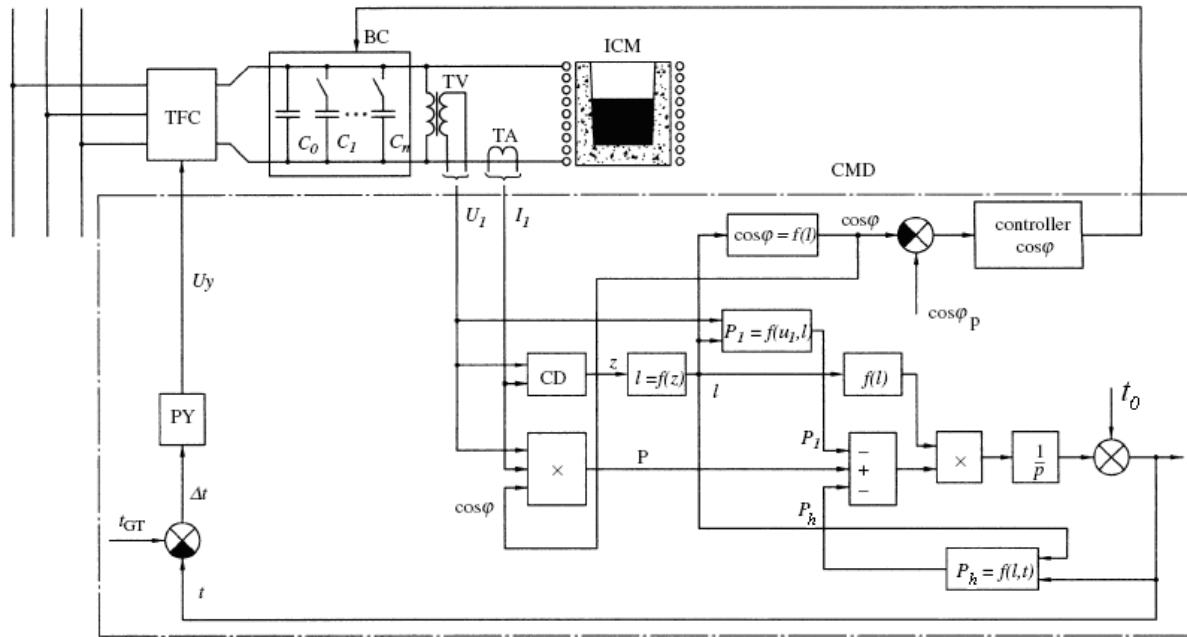 BC
ICM
TV
TFC
TA
C0 C1 ••• Cn
CMD
U1 I1
cosφ = f(l)
cosφ
controller
cosφ
Uy
cosφp
P1 = f(u1,l)
CD
z
l =f(z)
l
f(l)
t0
PY
P1
×
P
−
+
−
×
1
p
Δt
cosφ
Ph
tGT
Ph = f(l,t)
t